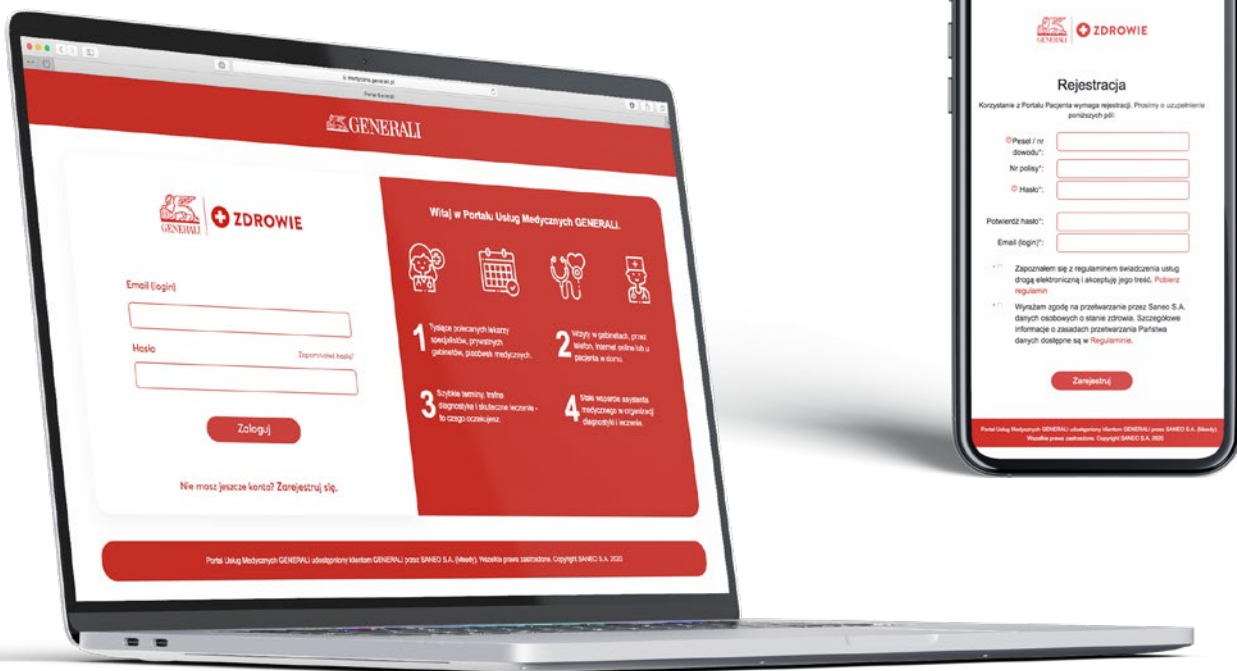 medyczne.generali.pl
Portal Generali
GENERALI
GENERALI
ZDROWIE
Email (login)
Hasło
Zapomniałeś hasła?
Zaloguj
Nie masz jeszcze konta? Zarejestruj się.
Witaj w Portalu Usług Medycznych GENERALI.
1
Tysiące polecanych lekarzy
specjalistów, prywatnych
gabinetów, placówek medycznych.
2
Wizyty w gabinetach, przez
telefon, internet online lub u
pacjenta w domu.
3
Szybkie terminy, trafna
diagnostyka i skuteczne leczenie -
to czego oczekujesz.
4
Stałe wsparcie asystenta
medycznego w organizacji
diagnostyki i leczenia.
Portal Usług Medycznych GENERALI udostępniony klientom GENERALI przez SANEO S.A. (Meedy). Wszelkie prawa zastrzeżone. Copyright SANEO S.A. 2020
GENERALI
ZDROWIE
Rejestracja
Korzystanie z Portalu Pacjenta wymaga rejestracji. Prosimy o uzupełnienie
poniższych pól:
Pesel / nr
dowodu*:
Nr polisy*:
Hasło*:
Potwierdź hasło*:
Email (login)*:
* Zapoznałem się z regulaminem świadczenia usług
drogą elektroniczną i akceptuję jego treść. Pobierz
regulamin
* Wyrażam zgodę na przetwarzanie przez Saneo S.A.
danych osobowych o stanie zdrowia. Szczegółowe
informacje o zasadach przetwarzania Państwa
danych dostępne są w Regulaminie.
Zarejestruj
Portal Usług Medycznych GENERALI udostępniony klientom GENERALI przez SANEO S.A. (Meedy).
Wszelkie prawa zastrzeżone. Copyright SANEO S.A. 2020